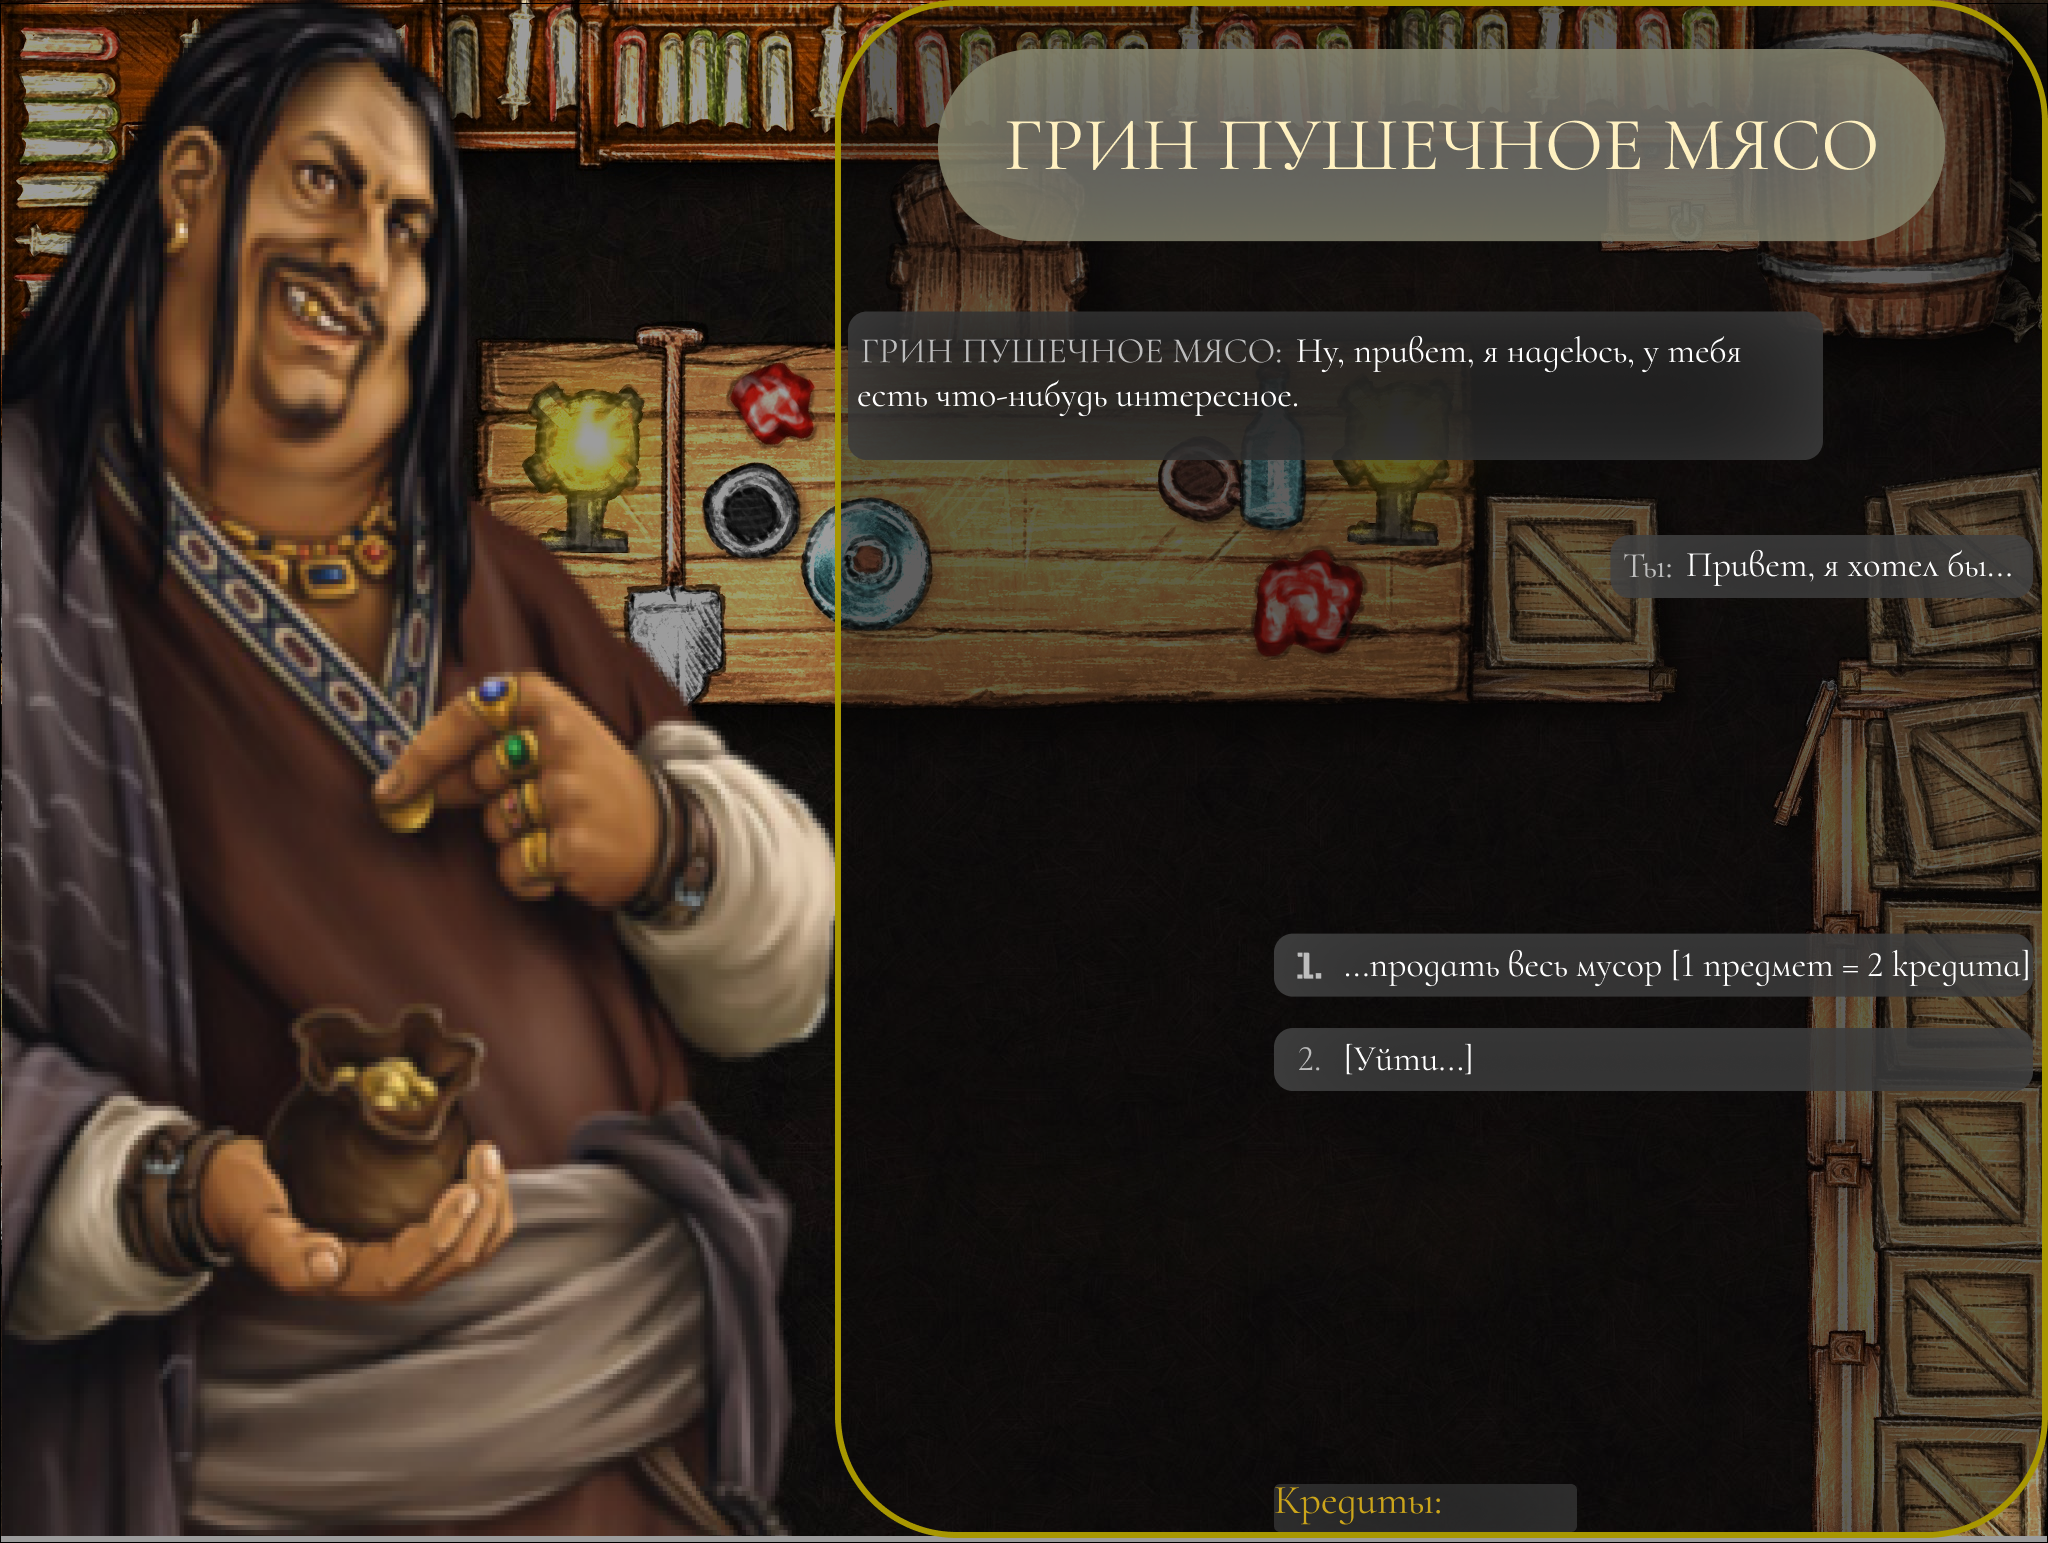 ГРИН ПУШЕЧНОЕ МЯСО
ГРИН ПУШЕЧНОЕ МЯСО: Ну, привет, я надеюсь, у тебя
есть что-нибудь интересное.
Ты: Привет, я хотел бы...
1. ...продать весь мусор [1 предмет = 2 кредита]
2. [Уйти...]
Кредиты: